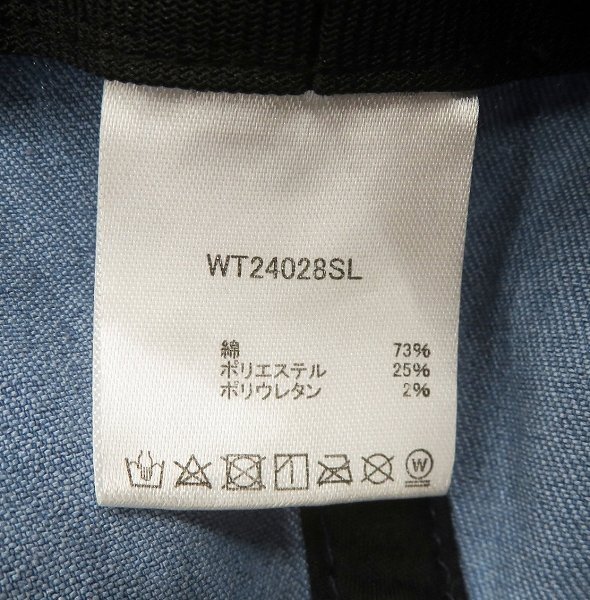 WT24028SL
綿 73%
ポリエステル 25%
ポリウレタン 2%
W